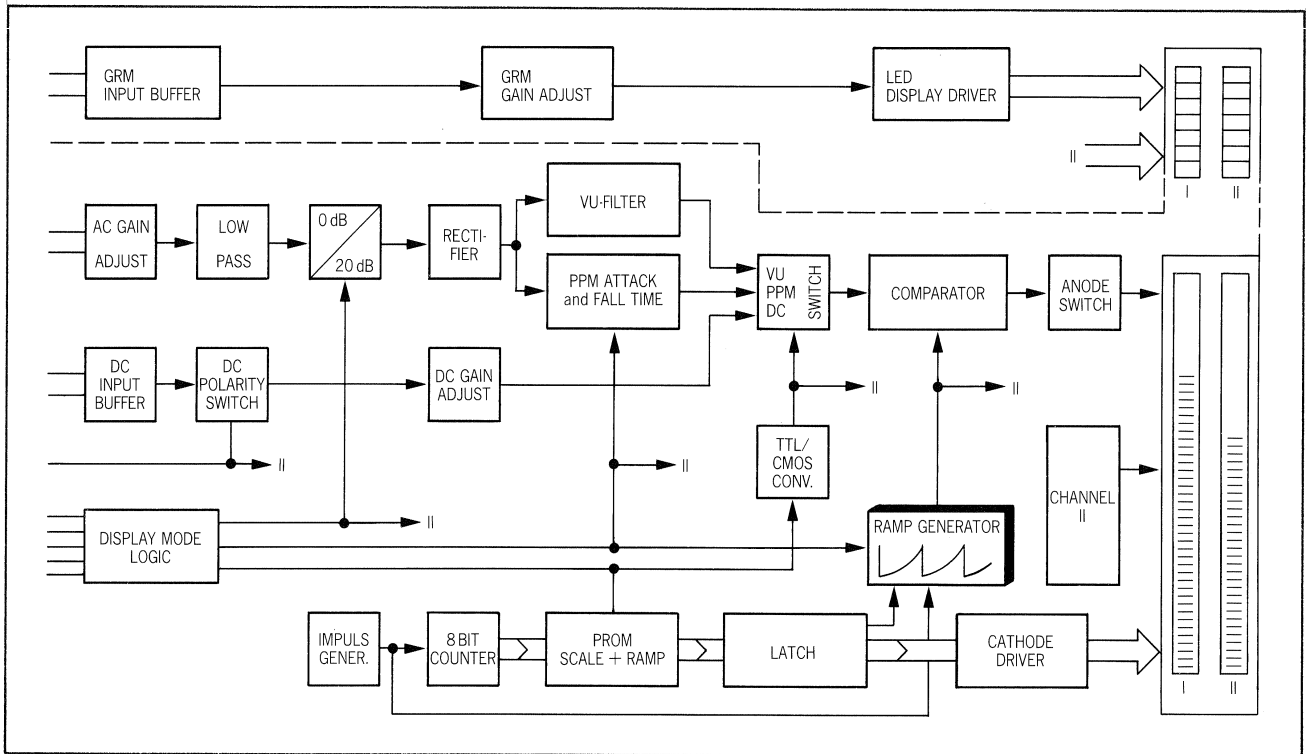 GRM
INPUT BUFFER
GRM
GAIN ADJUST
LED
DISPLAY DRIVER
II
I
II
AC GAIN
ADJUST
LOW
PASS
0 dB
20 dB
RECTI-
FIER
VU-FILTER
PPM ATTACK
and FALL TIME
VU
PPM
DC
SWITCH
COMPARATOR
ANODE
SWITCH
DC
INPUT
BUFFER
DC
POLARITY
SWITCH
DC GAIN
ADJUST
II
II
II
II
II
TTL/
CMOS
CONV.
CHANNEL
II
DISPLAY MODE
LOGIC
RAMP GENERATOR
IMPULS
GENER.
8 BIT
COUNTER
PROM
SCALE + RAMP
LATCH
CATHODE
DRIVER
I
II